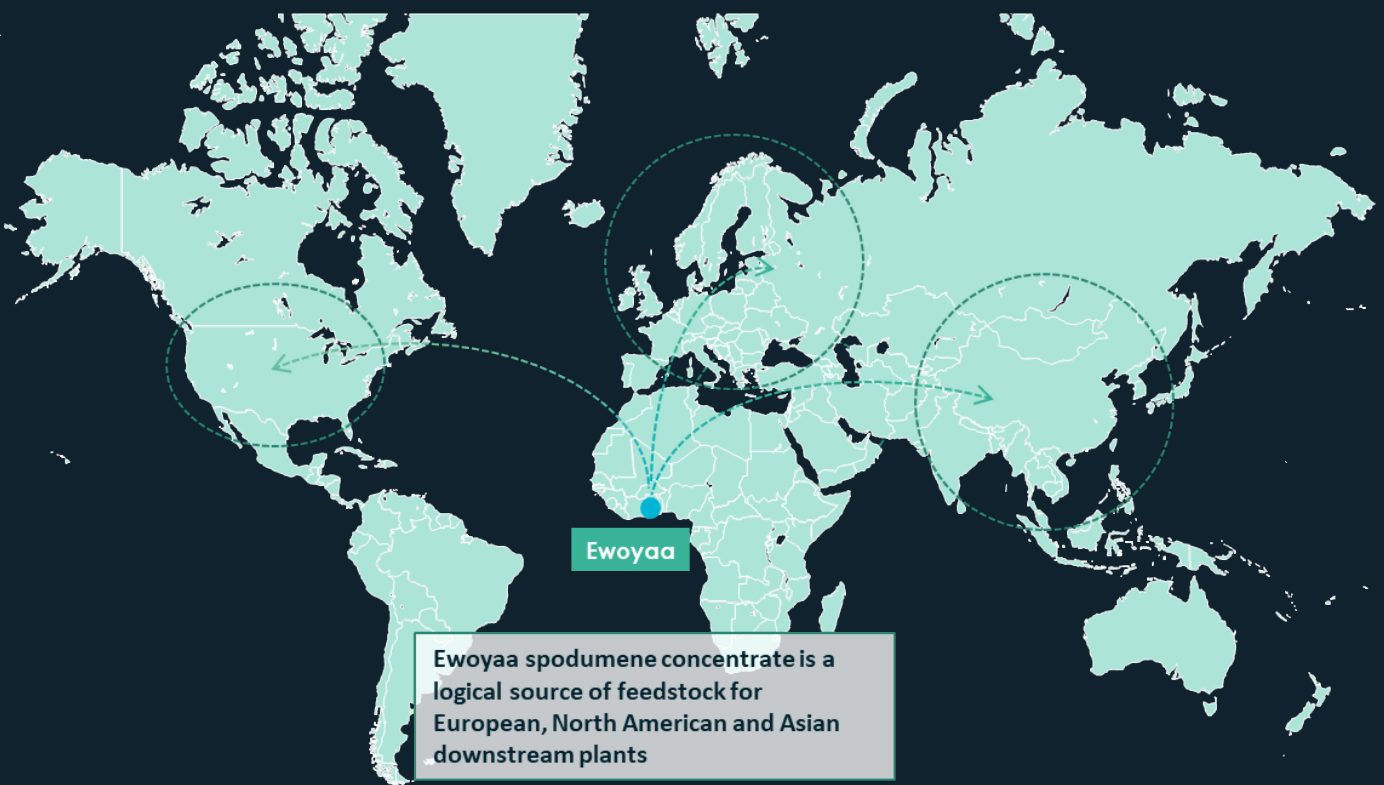 Ewoyaa
Ewoyaa spodumene concentrate is a
logical source of feedstock for
European, North American and Asian
downstream plants